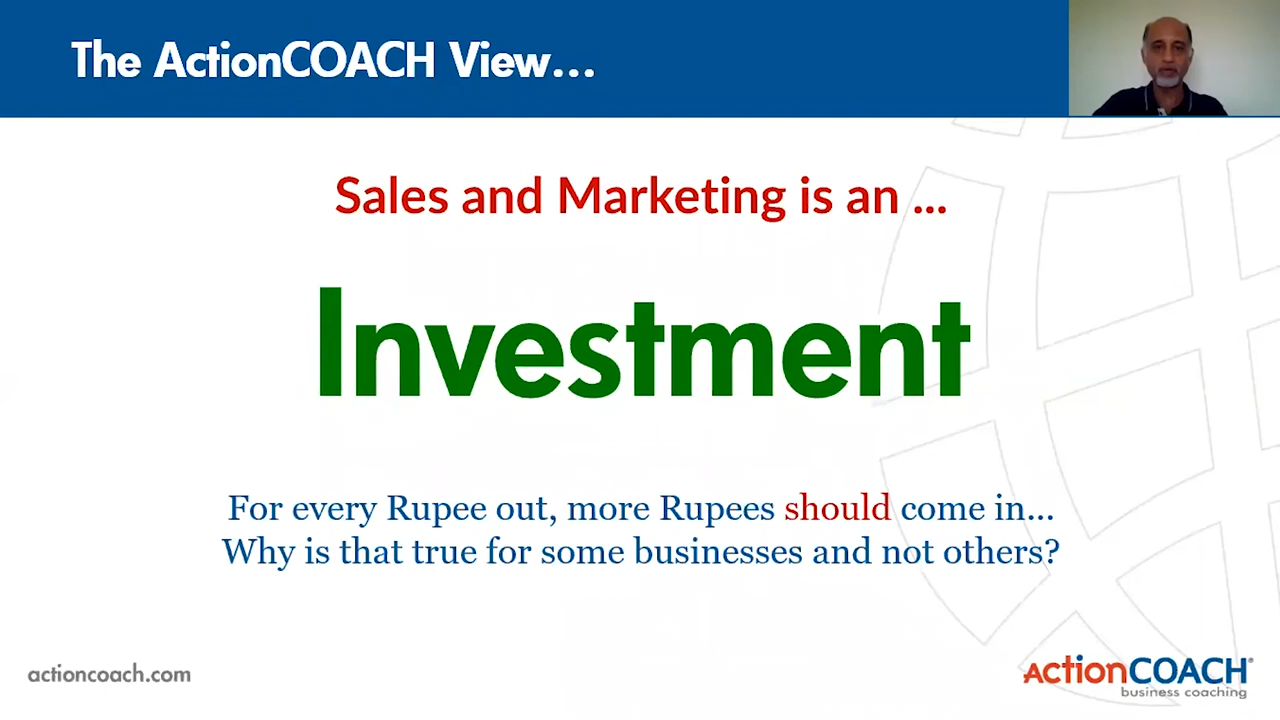 The ActionCOACH View...
Sales and Marketing is an ...
Investment
For every Rupee out, more Rupees should come in...
Why is that true for some businesses and not others?
actioncoach.com
actionCOACH®
business coaching